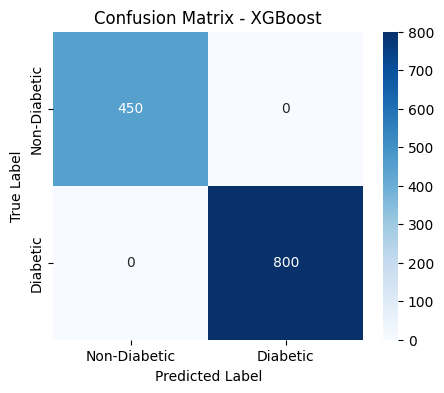 Confusion Matrix - XGBoost
True Label
Non-Diabetic
Diabetic
450
0
0
800
Non-Diabetic
Diabetic
Predicted Label
800
700
600
500
400
300
200
100
0